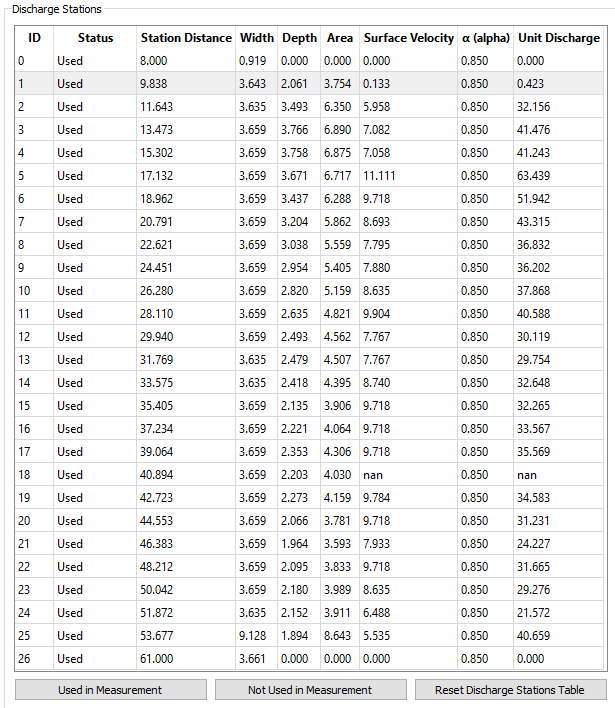 Discharge Stations
ID Status Station Distance Width Depth Area Surface Velocity α (alpha) Unit Discharge
0 Used 8.000 0.919 0.000 0.000 0.000 0.850 0.000
1 Used 9.838 3.643 2.061 3.754 0.133 0.850 0.423
2 Used 11.643 3.635 3.493 6.350 5.958 0.850 32.156
3 Used 13.473 3.659 3.766 6.890 7.082 0.850 41.476
4 Used 15.302 3.659 3.758 6.875 7.058 0.850 41.243
5 Used 17.132 3.659 3.671 6.717 11.111 0.850 63.439
6 Used 18.962 3.659 3.437 6.288 9.718 0.850 51.942
7 Used 20.791 3.659 3.204 5.862 8.693 0.850 43.315
8 Used 22.621 3.659 3.038 5.559 7.795 0.850 36.832
9 Used 24.451 3.659 2.954 5.405 7.880 0.850 36.202
10 Used 26.280 3.659 2.820 5.159 8.635 0.850 37.868
11 Used 28.110 3.659 2.635 4.821 9.904 0.850 40.588
12 Used 29.940 3.659 2.493 4.562 7.767 0.850 30.119
13 Used 31.769 3.635 2.479 4.507 7.767 0.850 29.754
14 Used 33.575 3.635 2.418 4.395 8.740 0.850 32.648
15 Used 35.405 3.659 2.135 3.906 9.718 0.850 32.265
16 Used 37.234 3.659 2.221 4.064 9.718 0.850 33.567
17 Used 39.064 3.659 2.353 4.306 9.718 0.850 35.569
18 Used 40.894 3.659 2.203 4.030 nan 0.850 nan
19 Used 42.723 3.659 2.273 4.159 9.784 0.850 34.583
20 Used 44.553 3.659 2.066 3.781 9.718 0.850 31.231
21 Used 46.383 3.659 1.964 3.593 7.933 0.850 24.227
22 Used 48.212 3.659 2.095 3.833 9.718 0.850 31.665
23 Used 50.042 3.659 2.180 3.989 8.635 0.850 29.276
24 Used 51.872 3.635 2.152 3.911 6.488 0.850 21.572
25 Used 53.677 9.128 1.894 8.643 5.535 0.850 40.659
26 Used 61.000 3.661 0.000 0.000 0.000 0.850 0.000
Used in Measurement Not Used in Measurement Reset Discharge Stations Table